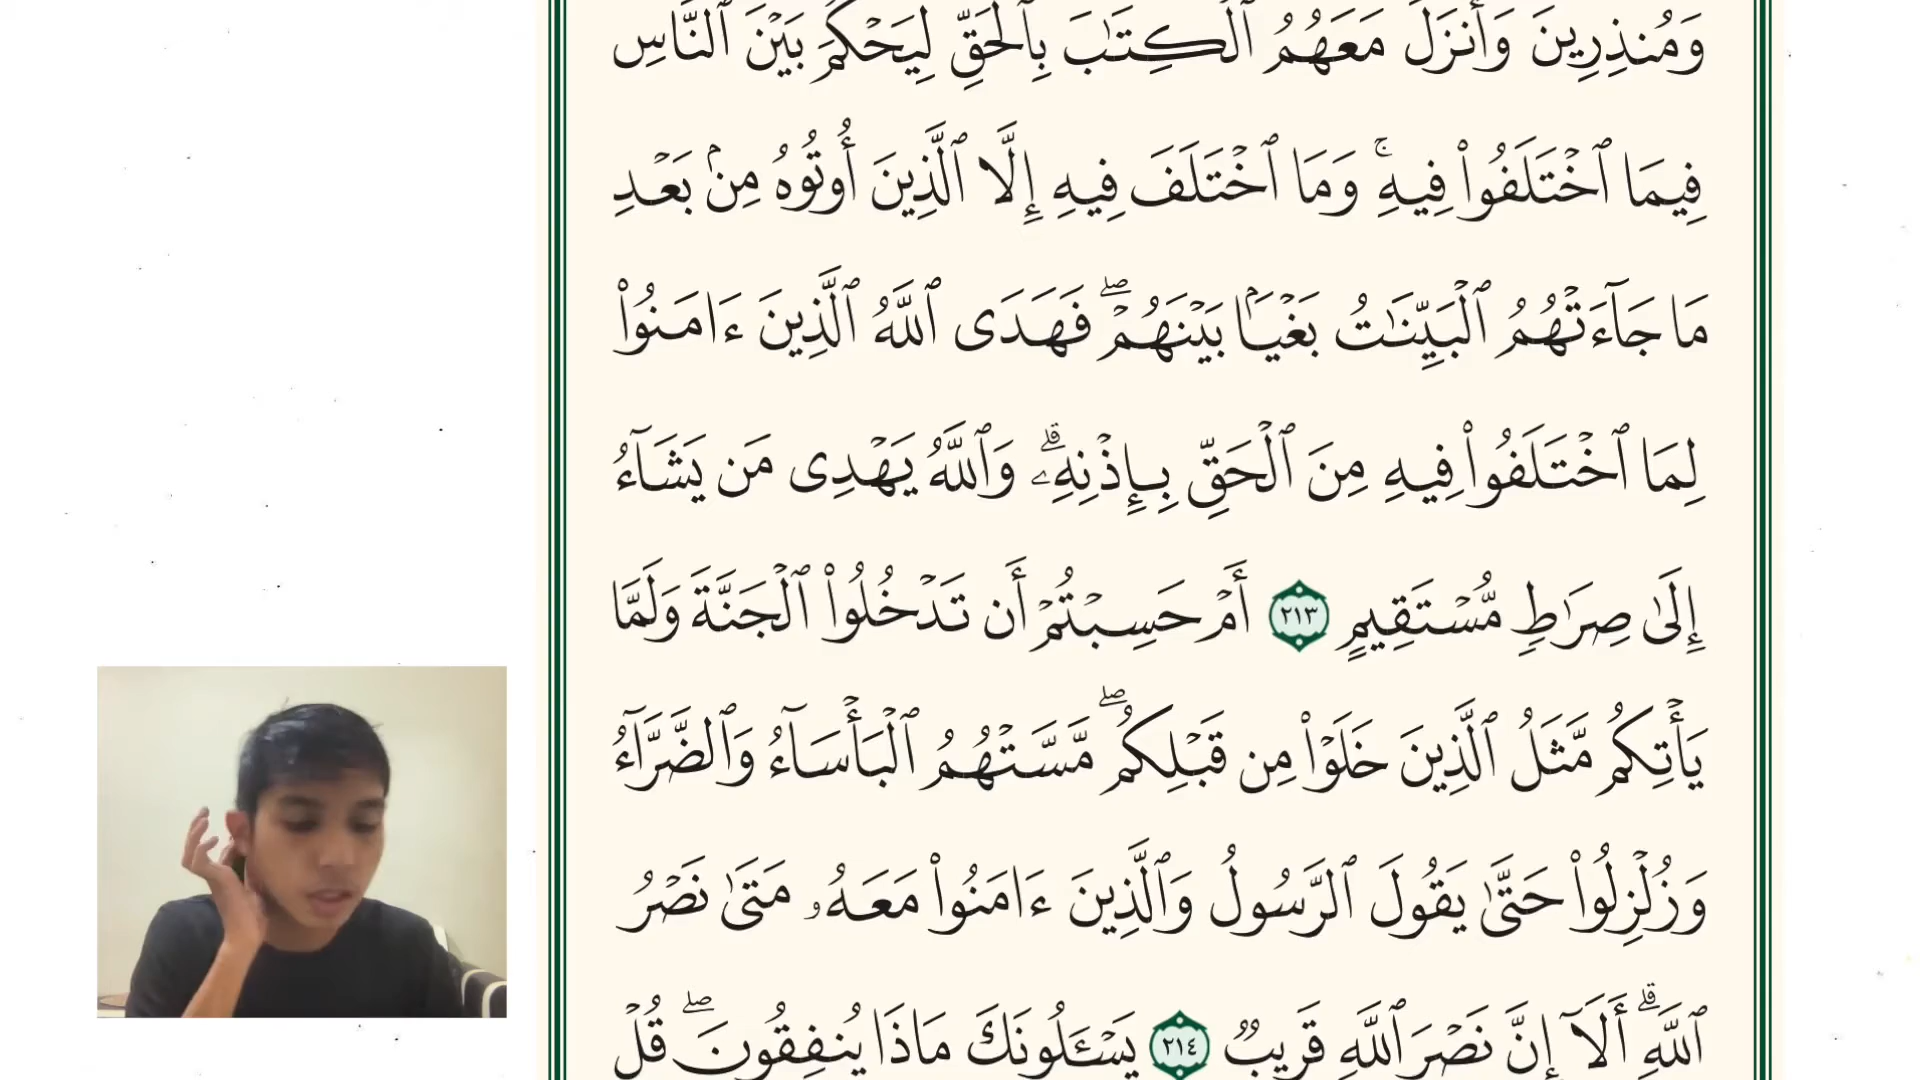 وَمُنذِرِينَ وَأَنزَلَ مَعَهُمُ ٱلْكِتَٰبَ بِٱلْحَقِّ لِيَحْكُمَ بَيْنَ ٱلنَّاسِ
فِيمَا ٱخْتَلَفُوا۟ فِيهِ ۚ وَمَا ٱخْتَلَفَ فِيهِ إِلَّا ٱلَّذِينَ أُوتُوهُ مِنۢ بَعْدِ
مَا جَآءَتْهُمُ ٱلْبَيِّنَٰتُ بَغْيَۢا بَيْنَهُمْ ۖ فَهَدَى ٱللَّهُ ٱلَّذِينَ ءَامَنُوا۟
لِمَا ٱخْتَلَفُوا۟ فِيهِ مِنَ ٱلْحَقِّ بِإِذْنِهِۦ ۗ وَٱللَّهُ يَهْدِى مَن يَشَآءُ
إِلَىٰ صِرَٰطٍ مُّسْتَقِيمٍ ٢١٣ أَمْ حَسِبْتُمْ أَن تَدْخُلُوا۟ ٱلْجَنَّةَ وَلَمَّا
يَأْتِكُم مَّثَلُ ٱلَّذِينَ خَلَوْا۟ مِن قَبْلِكُم ۖ مَّسَّتْهُمُ ٱلْبَأْسَآءُ وَٱلضَّرَّآءُ
وَزُلْزِلُوا۟ حَتَّىٰ يَقُولَ ٱلرَّسُولُ وَٱلَّذِينَ ءَامَنُوا۟ مَعَهُۥ مَتَىٰ نَصْرُ
ٱللَّهِ ۗ أَلَآ إِنَّ نَصْرَ ٱللَّهِ قَرِيبٌ ٢١٤ يَسْـَٔلُونَكَ مَاذَا يُنفِقُونَ ۖ قُلْ